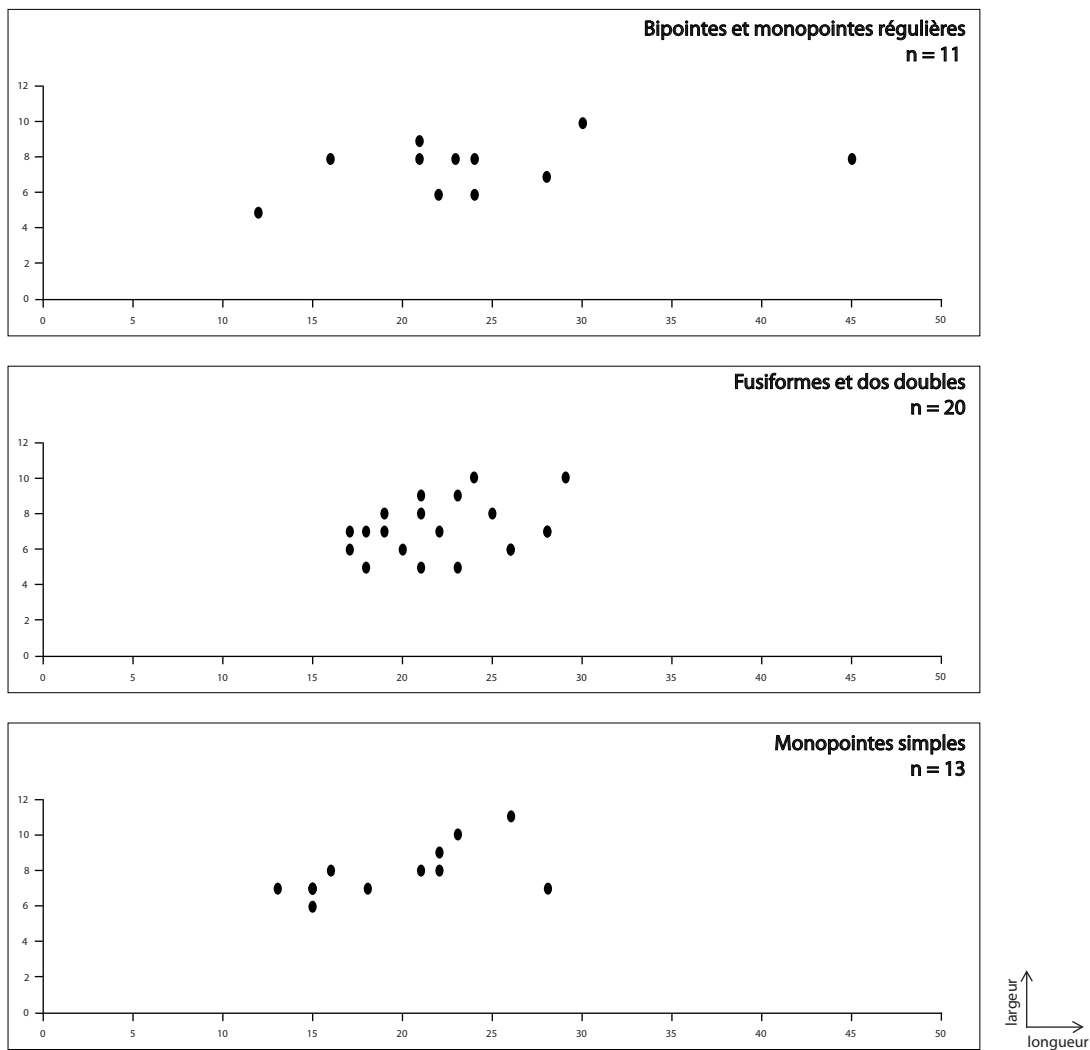 Bipointes et monopointes régulières
n = 11
12
10
8
6
4
2
0
0 5 10 15 20 25 30 35 40 45 50
Fusiformes et dos doubles
n = 20
12
10
8
6
4
2
0
0 5 10 15 20 25 30 35 40 45 50
Monopointes simples
n = 13
12
10
8
6
4
2
0
0 5 10 15 20 25 30 35 40 45 50
largeur
longueur